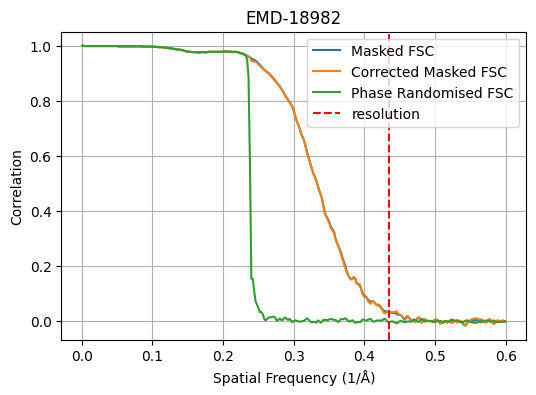 EMD-18982
Masked FSC
Corrected Masked FSC
Phase Randomised FSC
resolution
Correlation
1.0
0.8
0.6
0.4
0.2
0.0
0.0 0.1 0.2 0.3 0.4 0.5 0.6
Spatial Frequency (1/Å)